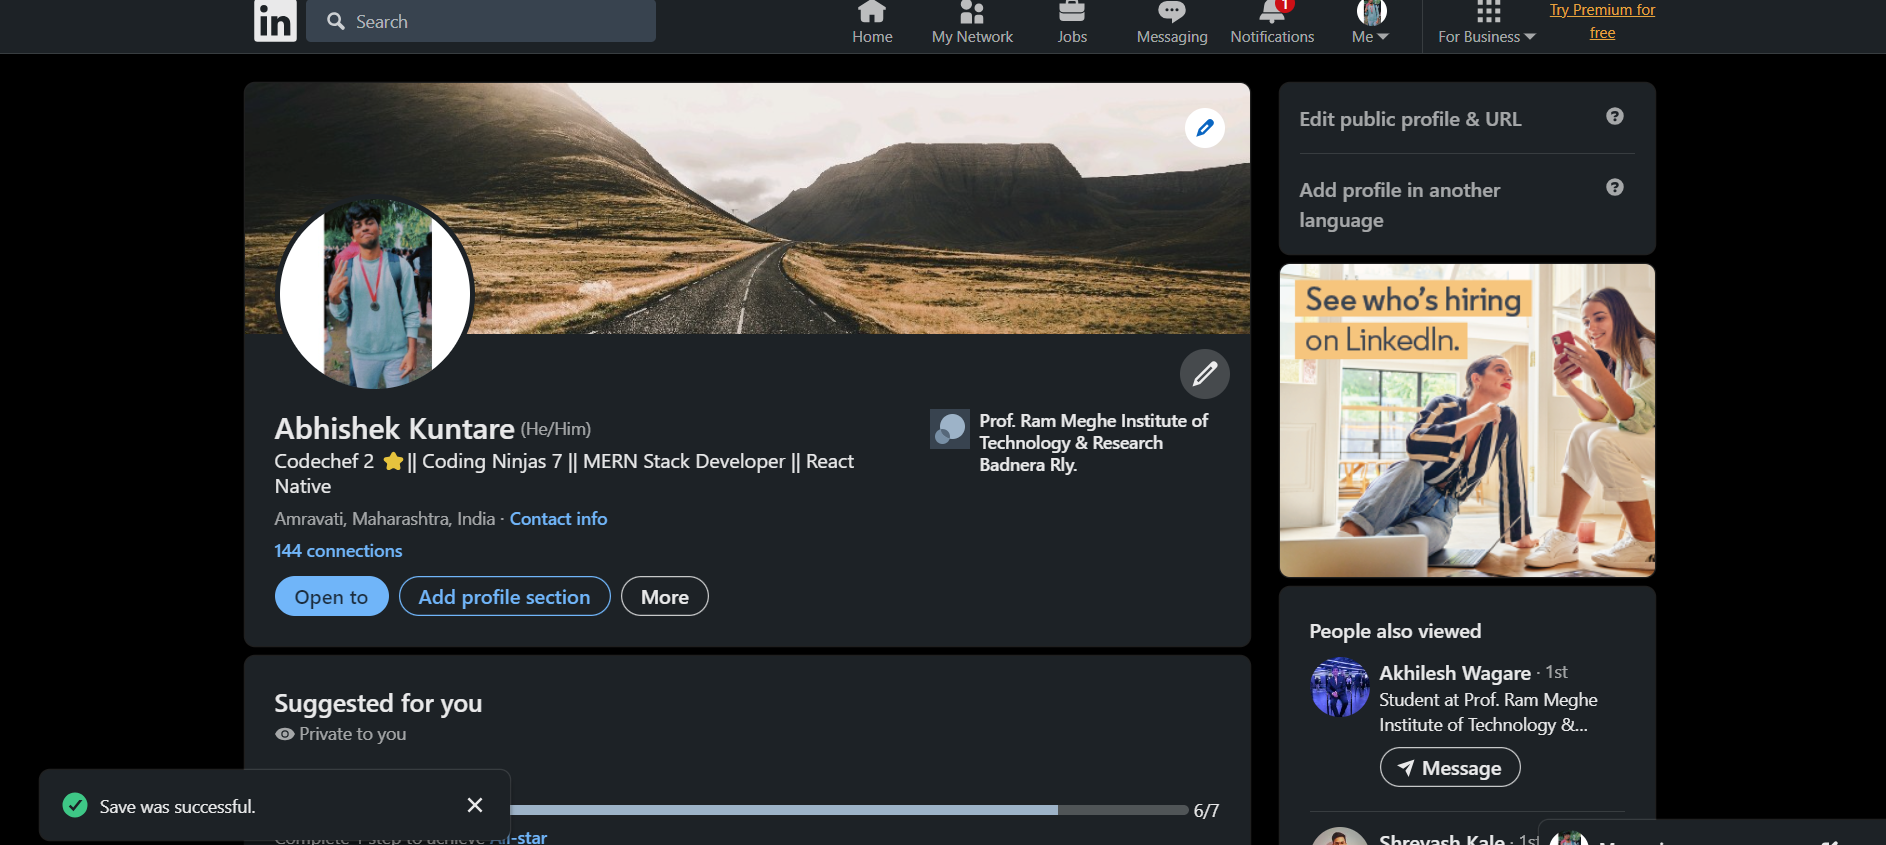 in
Search
Home
My Network
Jobs
Messaging
1
Notifications
Me
For Business
Try Premium for
free
Abhishek Kuntare (He/Him)
Codechef 2 ⭐|| Coding Ninjas 7 || MERN Stack Developer || React
Native
Amravati, Maharashtra, India · Contact info
144 connections
Open to
Add profile section
More
Prof. Ram Meghe Institute of
Technology & Research
Badnera Rly.
Suggested for you
Private to you
6/7
Complete 1 step to achieve All-star
Save was successful.
Edit public profile & URL
Add profile in another
language
See who's hiring
on LinkedIn.
People also viewed
Akhilesh Wagare · 1st
Student at Prof. Ram Meghe
Institute of Technology &...
Message
Shreyash Kale · 1st